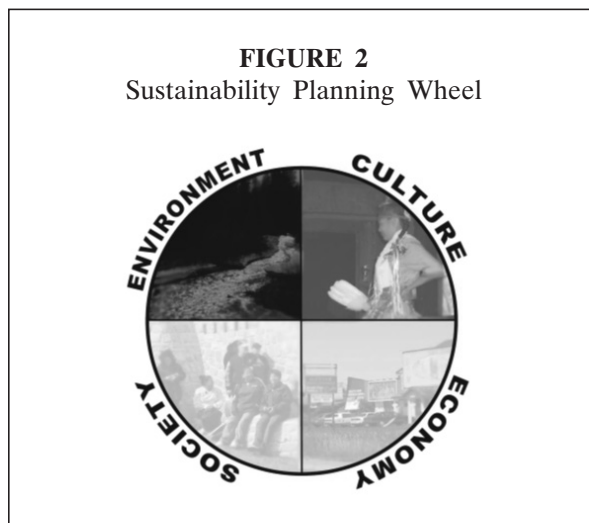 FIGURE 2
Sustainability Planning Wheel
ENVIRONMENT
CULTURE
SOCIETY
ECONOMY